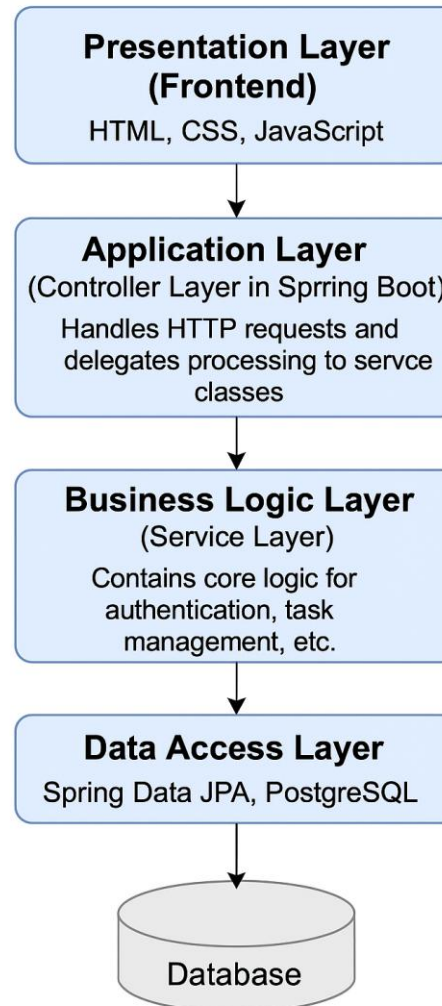 Presentation Layer
(Frontend)
HTML, CSS, JavaScript
Application Layer
(Controller Layer in Sprring Boot)
Handles HTTP requests and
delegates processing to servce
classes
Business Logic Layer
(Service Layer)
Contains core logic for
authentication, task
management, etc.
Data Access Layer
Spring Data JPA, PostgreSQL
Database